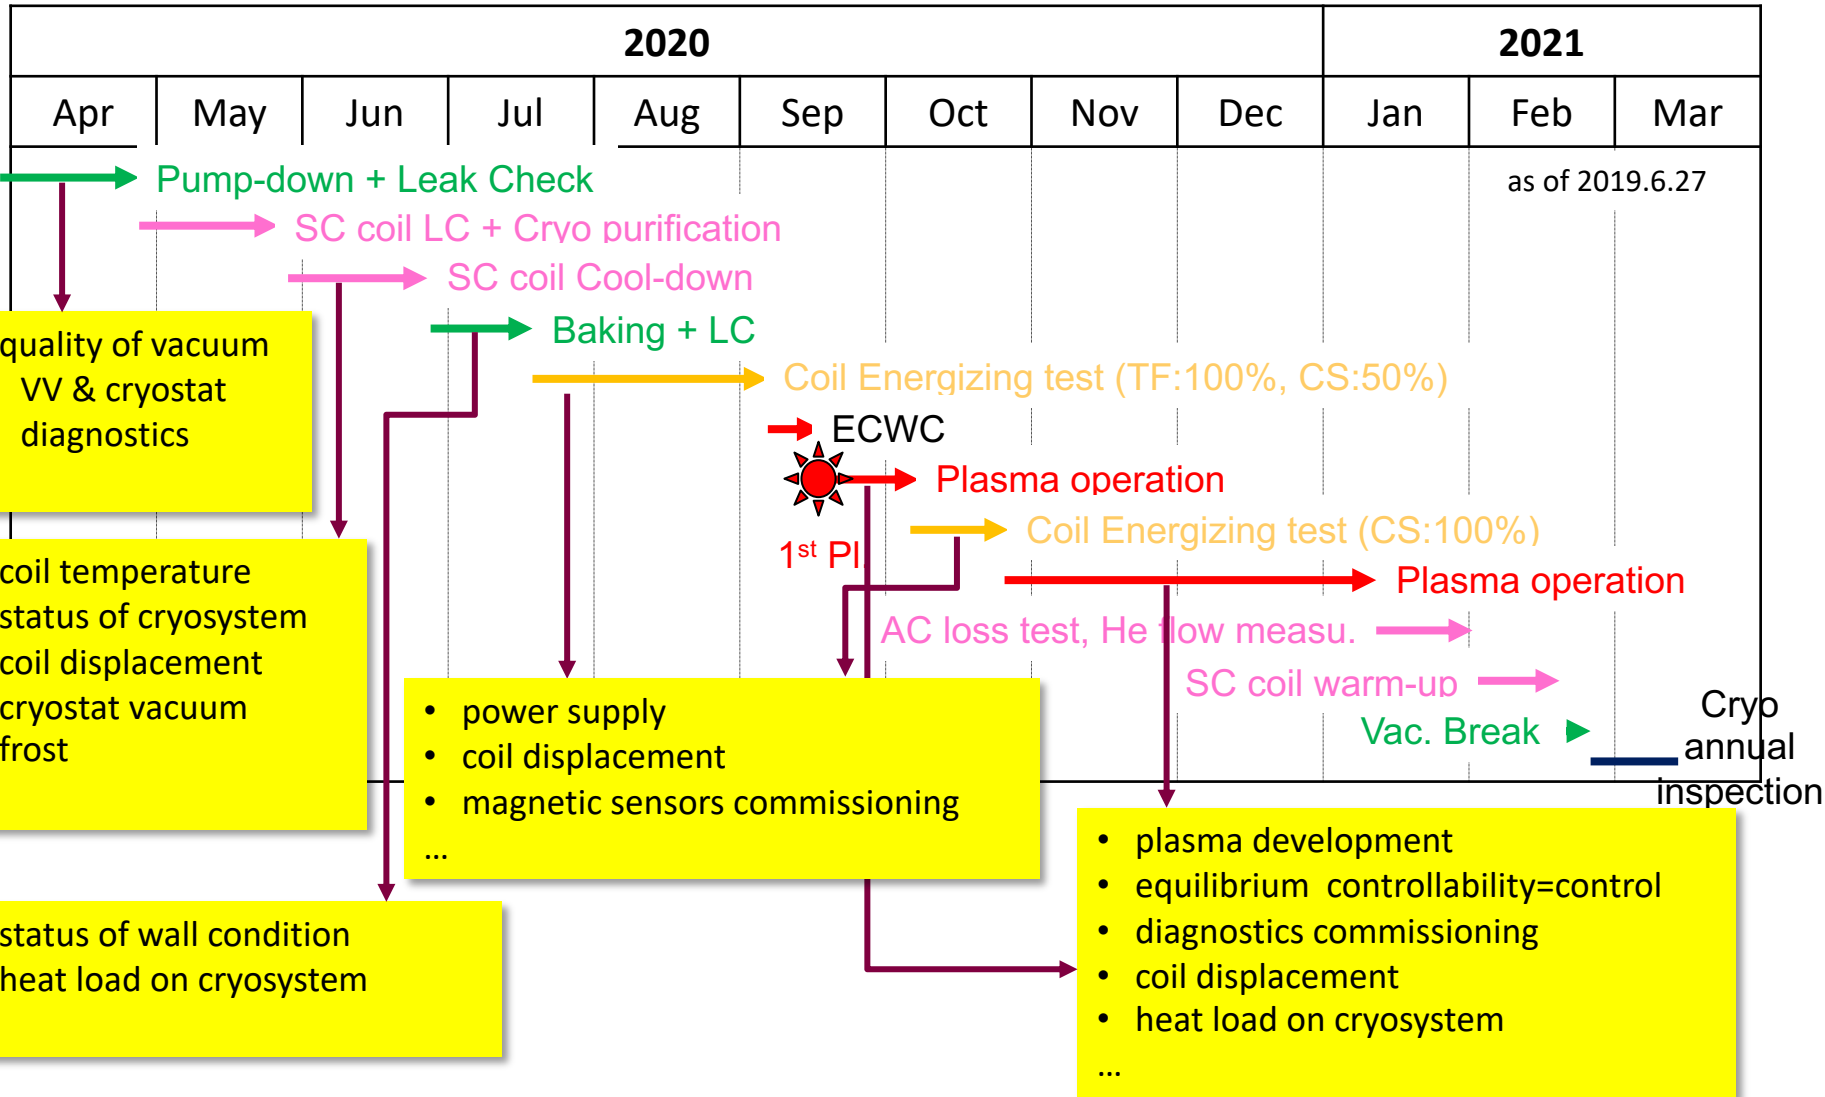 2020
2021
Apr
May
Jun
Jul
Aug
Sep
Oct
Nov
Dec
Jan
Feb
Mar
as of 2019.6.27
Pump-down + Leak Check
SC coil LC + Cryo purification
SC coil Cool-down
Baking + LC
Coil Energizing test (TF:100%, CS:50%)
ECWC
Plasma operation
1st Pl.
Coil Energizing test (CS:100%)
Plasma operation
AC loss test, He flow measu.
SC coil warm-up
Vac. Break
Cryo
annual
inspection
quality of vacuum
VV & cryostat
diagnostics
coil temperature
status of cryosystem
coil displacement
cryostat vacuum
frost
• power supply
• coil displacement
• magnetic sensors commissioning
...
status of wall condition
heat load on cryosystem
• plasma development
• equilibrium controllability=control
• diagnostics commissioning
• coil displacement
• heat load on cryosystem
...